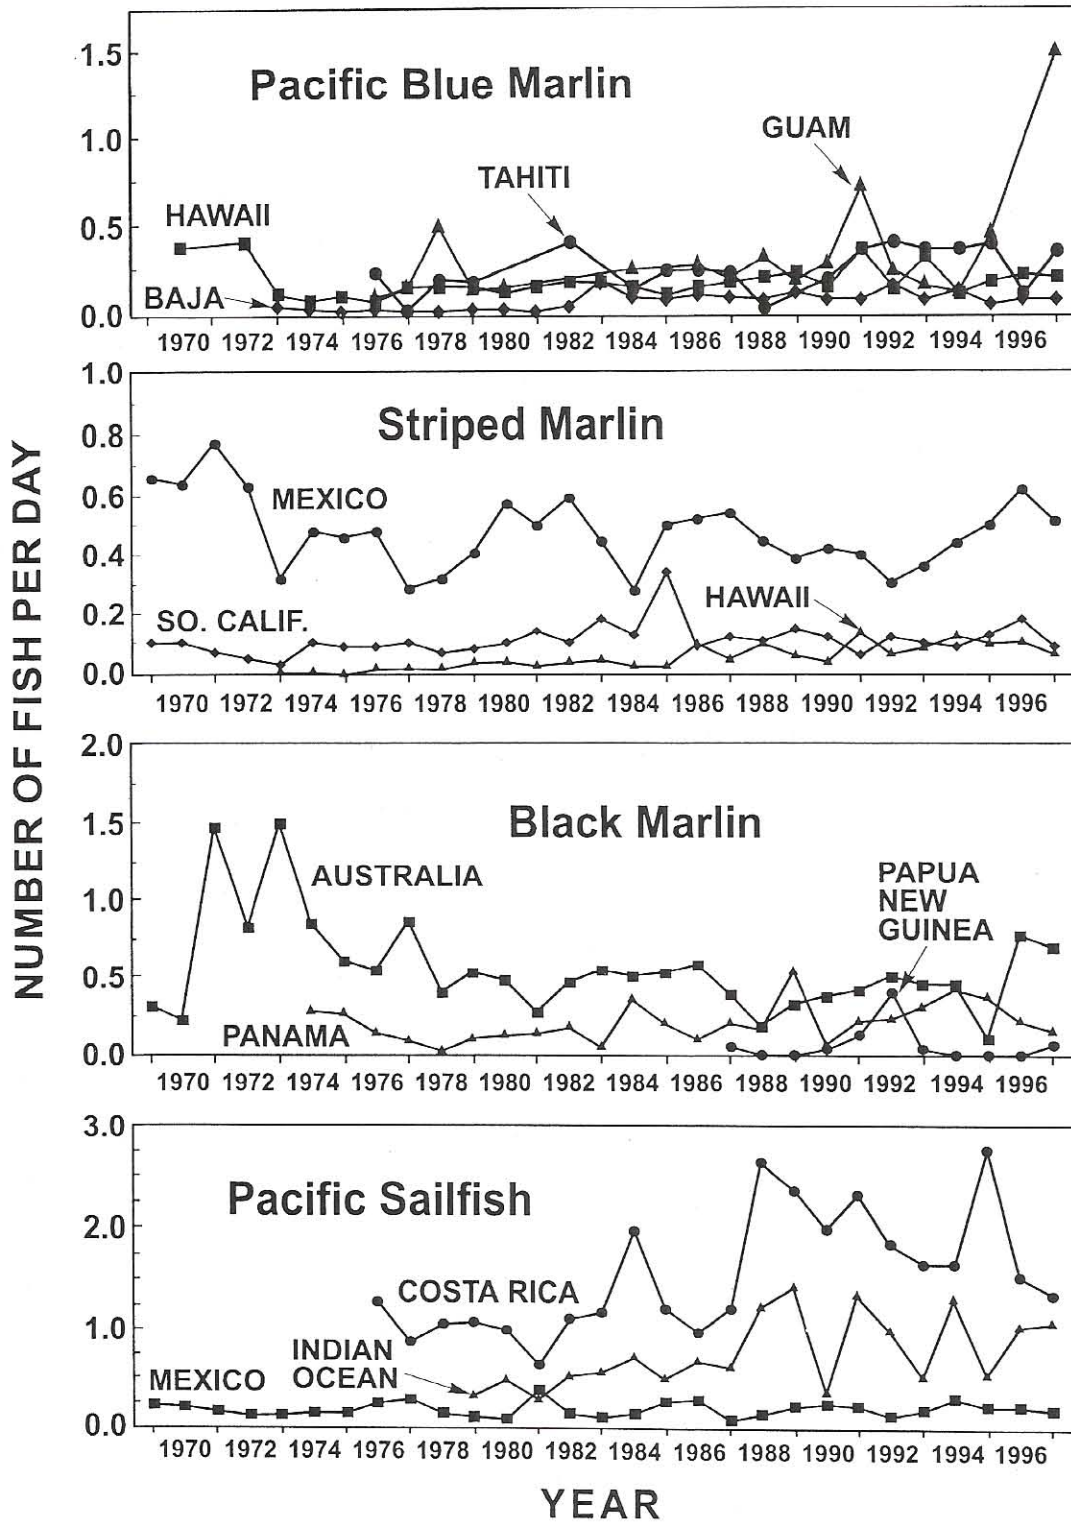 NUMBER OF FISH PER DAY
Pacific Blue Marlin
1.5
1.0
0.5
0.0
HAWAII
BAJA
TAHITI
GUAM
1970 1972 1974 1976 1978 1980 1982 1984 1986 1988 1990 1992 1994 1996
Striped Marlin
1.0
0.8
0.6
0.4
0.2
0.0
MEXICO
SO. CALIF.
HAWAII
1970 1972 1974 1976 1978 1980 1982 1984 1986 1988 1990 1992 1994 1996
Black Marlin
2.0
1.5
1.0
0.5
0.0
AUSTRALIA
PANAMA
PAPUA
NEW
GUINEA
1970 1972 1974 1976 1978 1980 1982 1984 1986 1988 1990 1992 1994 1996
Pacific Sailfish
3.0
2.0
1.0
0.0
COSTA RICA
INDIAN
OCEAN
MEXICO
1970 1972 1974 1976 1978 1980 1982 1984 1986 1988 1990 1992 1994 1996
YEAR